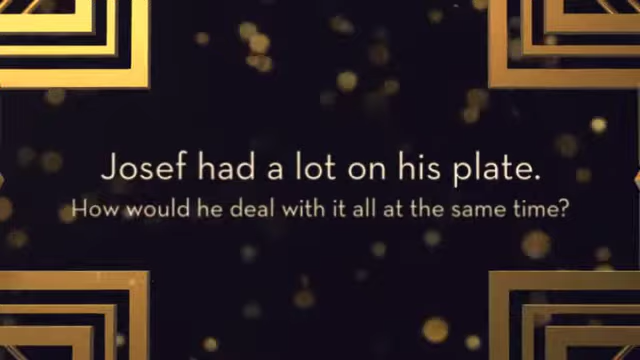 Josef had a lot on his plate.
How would he deal with it all at the same time?